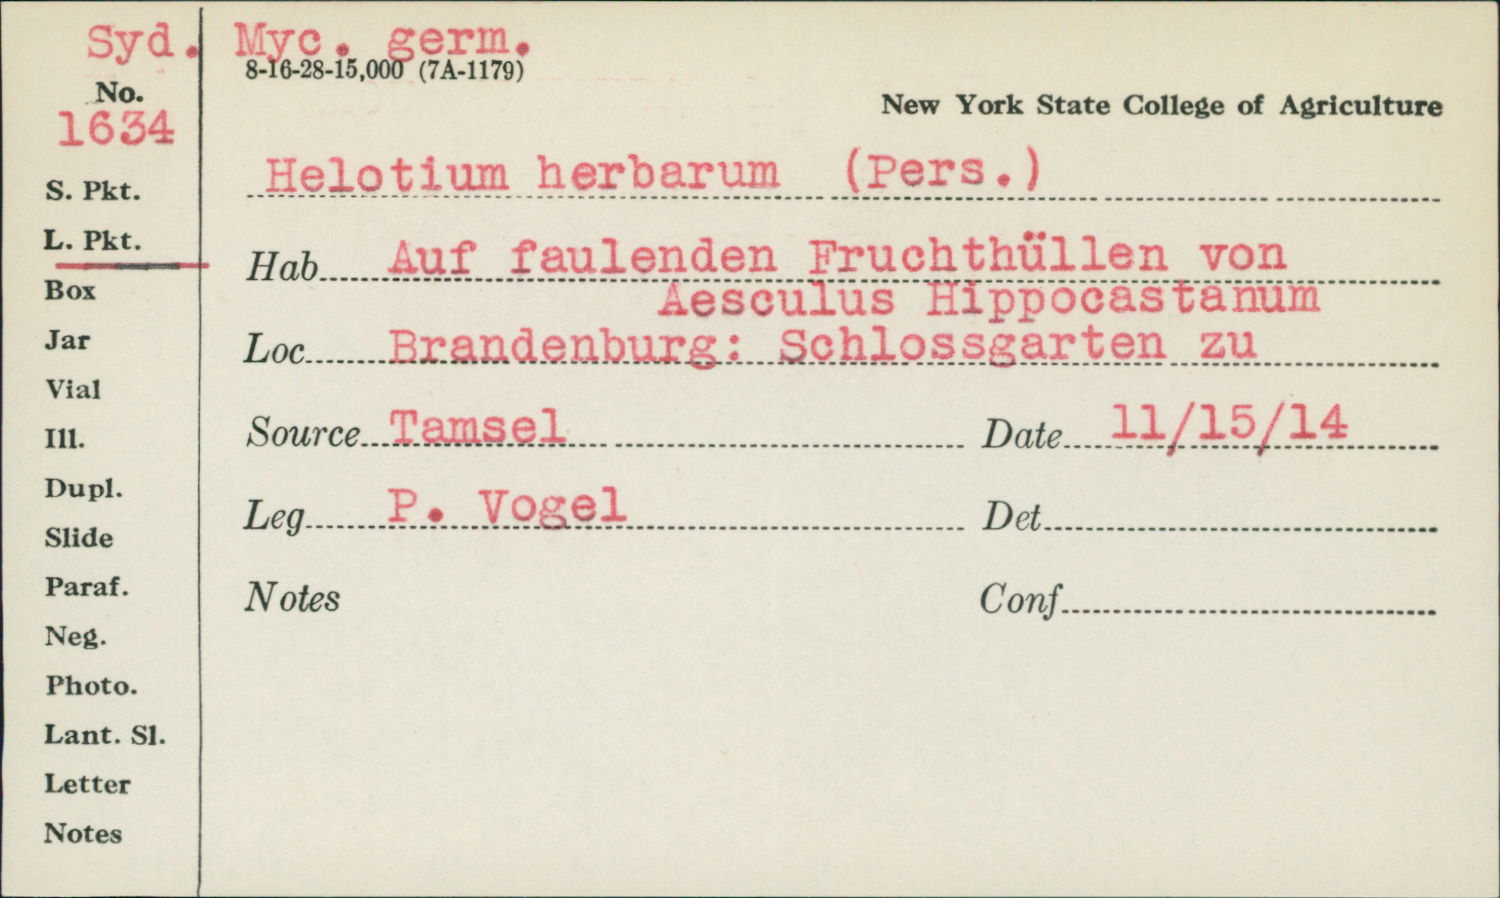 Syd. Myc. germ.
8-16-28-15,000 (7A-1179)
No.
New York State College of Agriculture
1634
Helotium herbarum (Pers.)
S. Pkt.
L. Pkt.
Hab. Auf faulenden Fruchthüllen von
Box
Aesculus Hippocastanum
Jar
Loc. Brandenburg: Schlossgarten zu
Vial
Ill.
Source Tamsel Date 11/15/14
Dupl.
Leg. P. Vogel Det.
Slide
Paraf.
Notes Conf.
Neg.
Photo.
Lant. Sl.
Letter
Notes